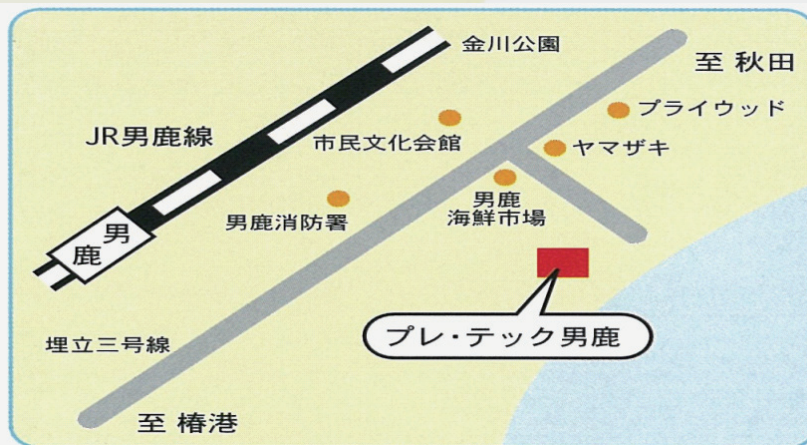 金川公園
至 秋田
プライウッド
JR男鹿線
市民文化会館
ヤマザキ
男鹿
海鮮市場
男鹿消防署
男鹿
プレ・テック男鹿
埋立三号線
至 椿港